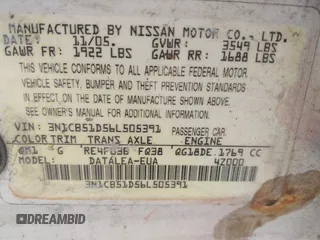 MANUFACTURED BY NISSAN MOTOR CO., LTD.
DATE: 11/05. GVWR: 3549 LBS
GAWR FR: 1922 LBS GAWR RR: 1688 LBS
THIS VEHICLE CONFORMS TO ALL APPLICABLE FEDERAL MOTOR
VEHICLE SAFETY, BUMPER AND THEFT PREVENTION STANDARDS
IN EFFECT ON THE DATE OF MANUFACTURE SHOWN ABOVE.
SEE OWNER'S MANUAL FOR ADDITIONAL INFORMATION.
VIN: 3N1CB51D56L505391 PASSENGER CAR.
COLOR TRIM TRANS AXLE ENGINE
G RE4F03B FQ38 QG18DE 1769 CC
MODEL DATALEA-EUA 42000
3N1CB51D56L505391
DREAMBID